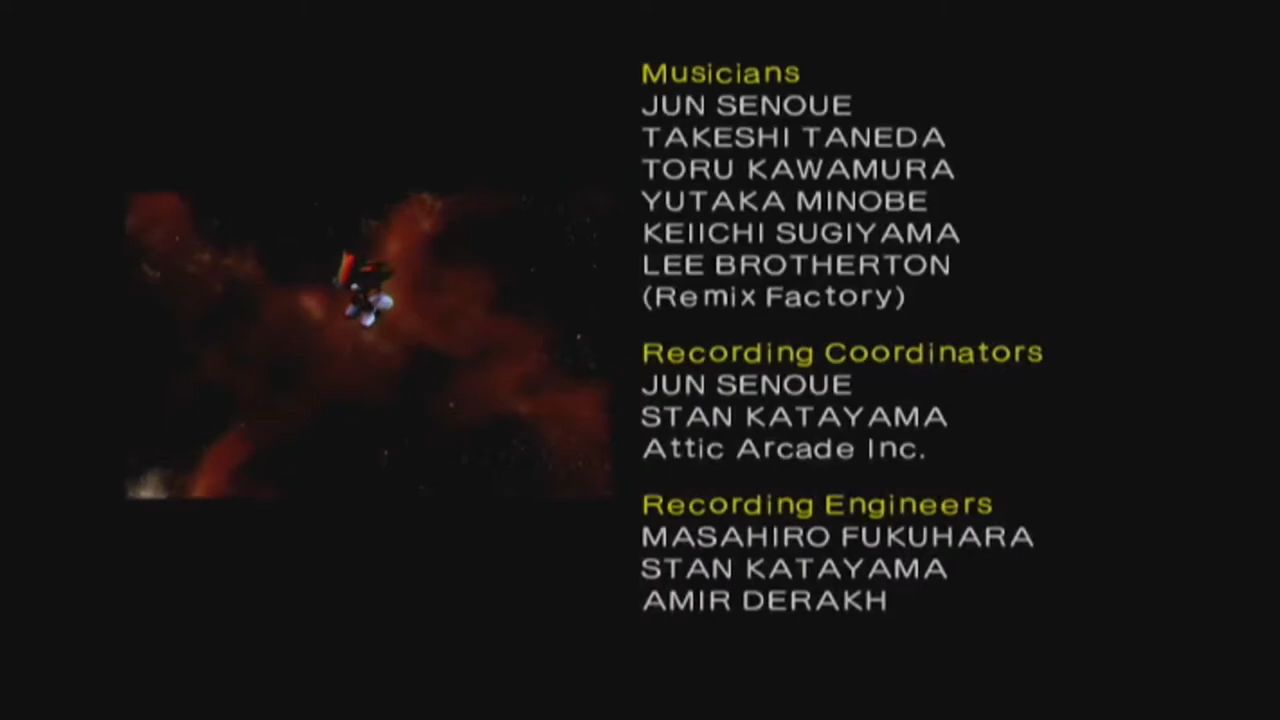 Musicians
JUN SENOUE
TAKESHI TANEDA
TORU KAWAMURA
YUTAKA MINOBE
KEIICHI SUGIYAMA
LEE BROTHERTON
(Remix Factory)
Recording Coordinators
JUN SENOUE
STAN KATAYAMA
Attic Arcade Inc.
Recording Engineers
MASAHIRO FUKUHARA
STAN KATAYAMA
AMIR DERAKH